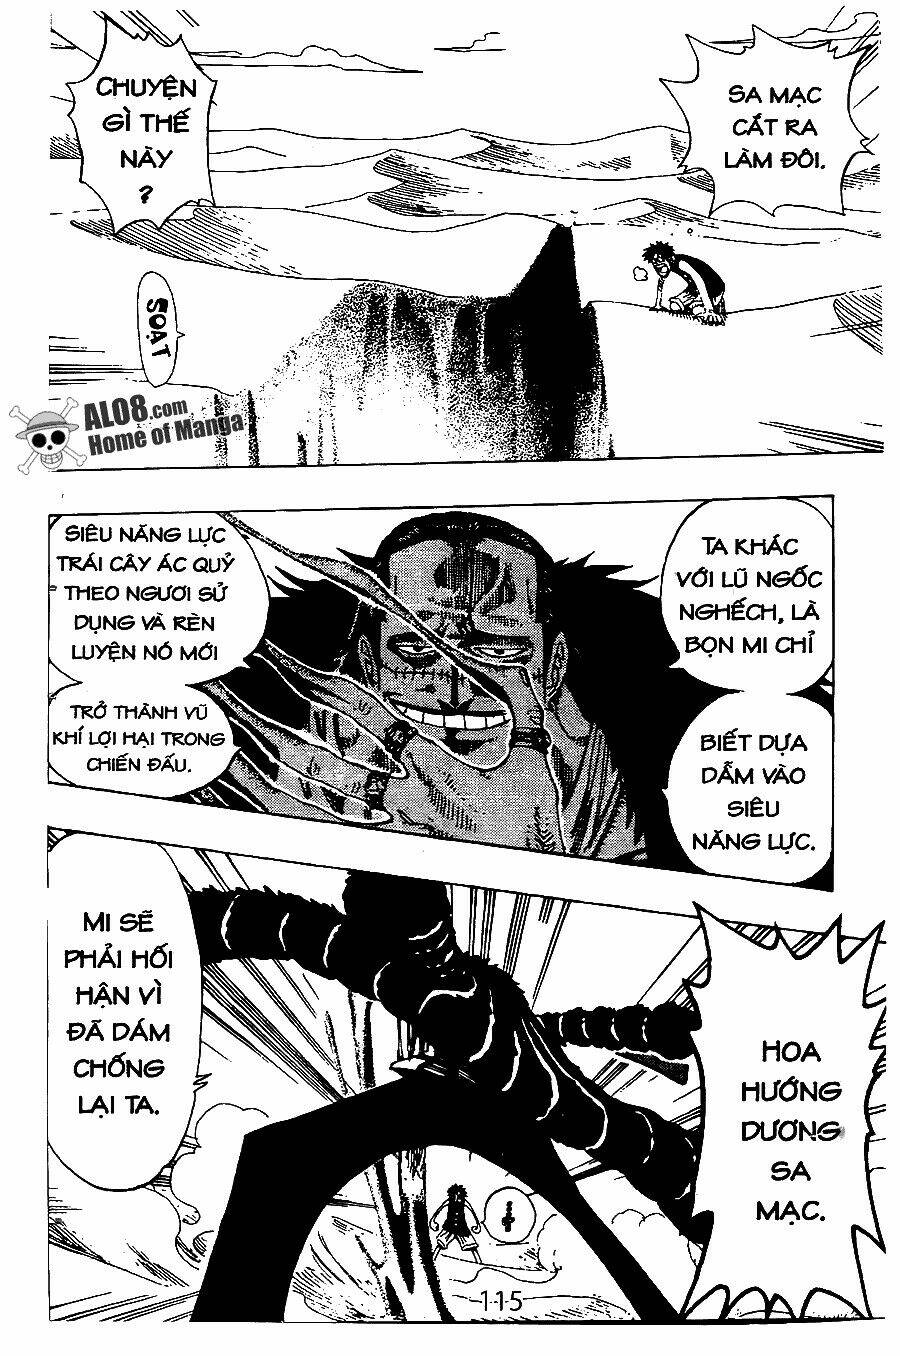 SA MẠC
CẮT RA
LÀM ĐÔI.
CHUYỆN
GÌ THẾ
NÀY
?
SOẠT
AL08.com
Home of Manga
TA KHÁC
VỚI LŨ NGỐC
NGHẾCH, LÀ
BỌN MI CHỈ
BIẾT DỰA
DẪM VÀO
SIÊU
NĂNG LỰC.
SIÊU NĂNG LỰC
TRÁI CÂY ÁC QUỶ
THEO NGƯƠI SỬ
DỤNG VÀ RÈN
LUYỆN NÓ MỚI
TRỞ THÀNH VŨ
KHÍ LỢI HẠI TRONG
CHIẾN ĐẤU.
HOA
HƯỚNG
DƯƠNG
SA
MẠC.
MI SẼ
PHẢI HỐI
HẬN VÌ
ĐÃ DÁM
CHỐNG
LẠI TA.
115